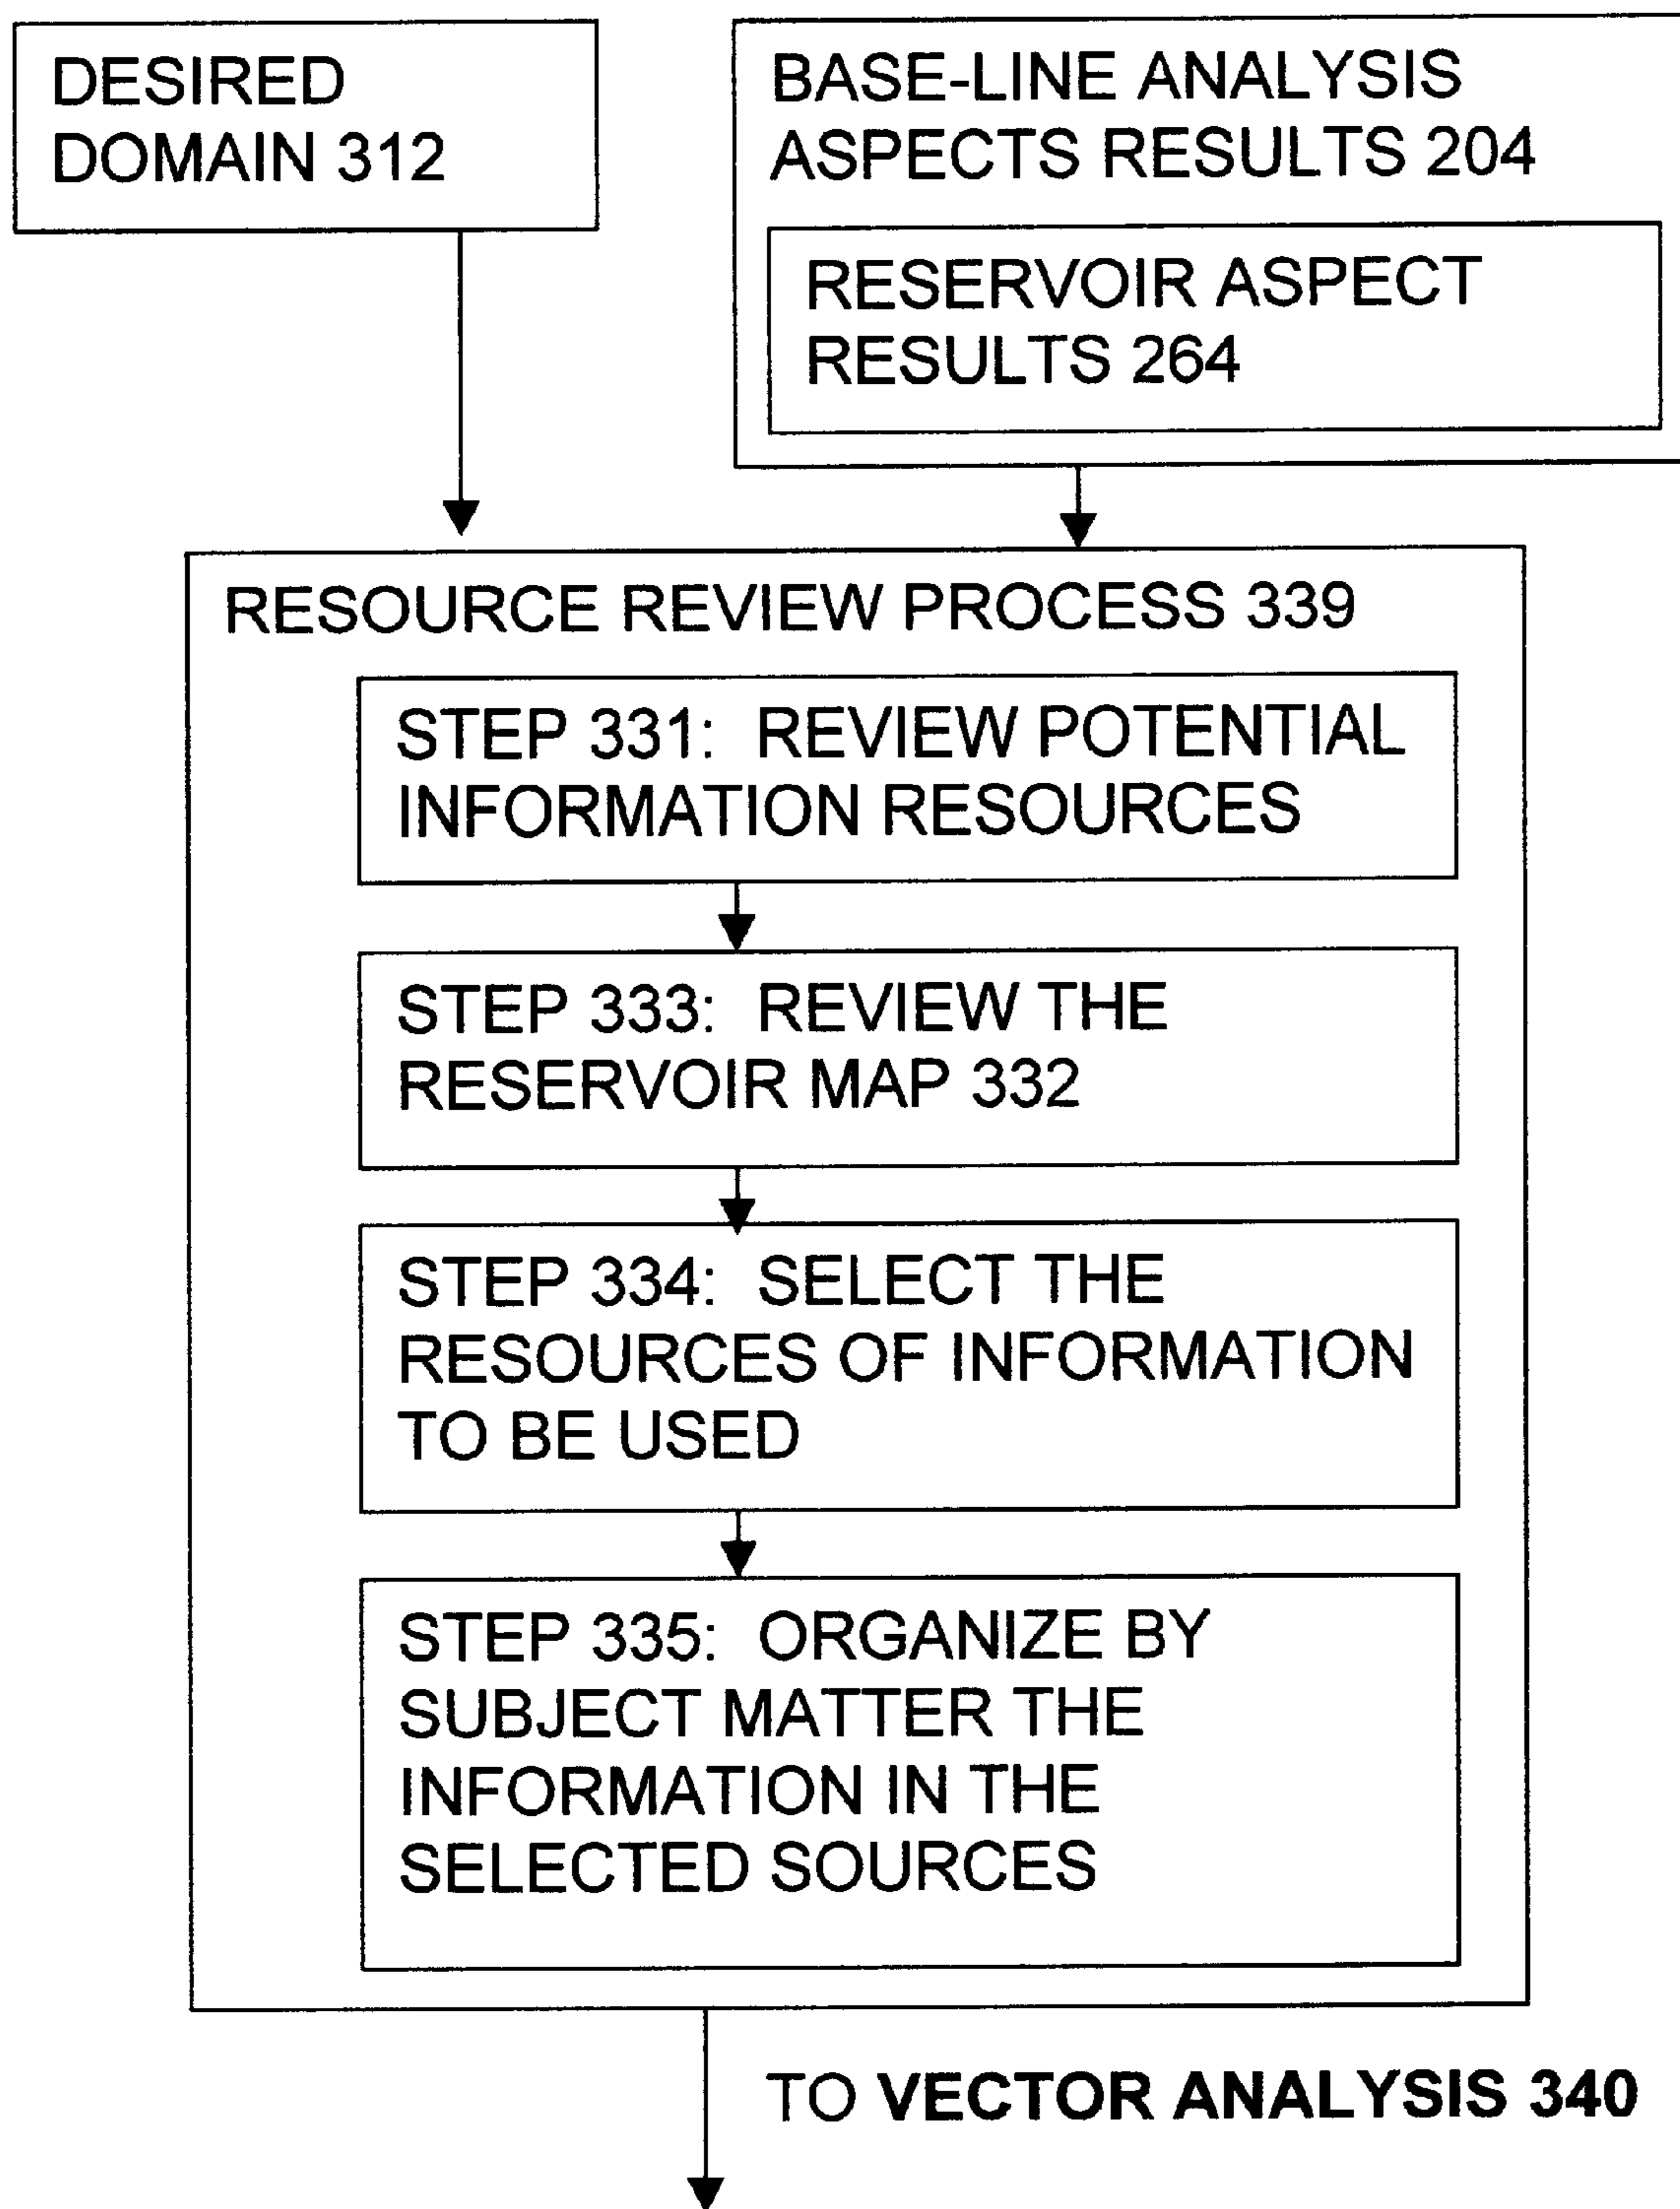 DESIRED
DOMAIN 312
BASE-LINE ANALYSIS
ASPECTS RESULTS 204
RESERVOIR ASPECT
RESULTS 264
RESOURCE REVIEW PROCESS 339
STEP 331: REVIEW POTENTIAL
INFORMATION RESOURCES
STEP 333: REVIEW THE
RESERVOIR MAP 332
STEP 334: SELECT THE
RESOURCES OF INFORMATION
TO BE USED
STEP 335: ORGANIZE BY
SUBJECT MATTER THE
INFORMATION IN THE
SELECTED SOURCES
TO VECTOR ANALYSIS 340